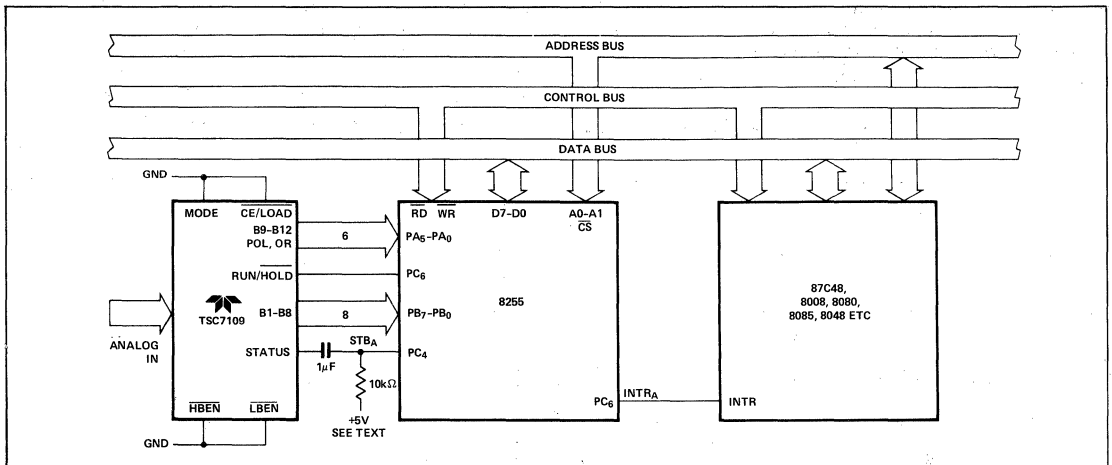 ADDRESS BUS
CONTROL BUS
DATA BUS
GND
MODE
CE/LOAD
B9-B12
POL, OR
6
RUN/HOLD
TSC7109
B1-B8
8
STATUS
ANALOG
IN
HBEN
LBEN
GND
1µF
STBA
10kΩ
+5V
SEE TEXT
RD WR
D7-D0
A0-A1
CS
PA5-PA0
PC6
8255
PB7-PB0
PC4
PC6
INTRA
INTR
87C48,
8008, 8080,
8085, 8048 ETC